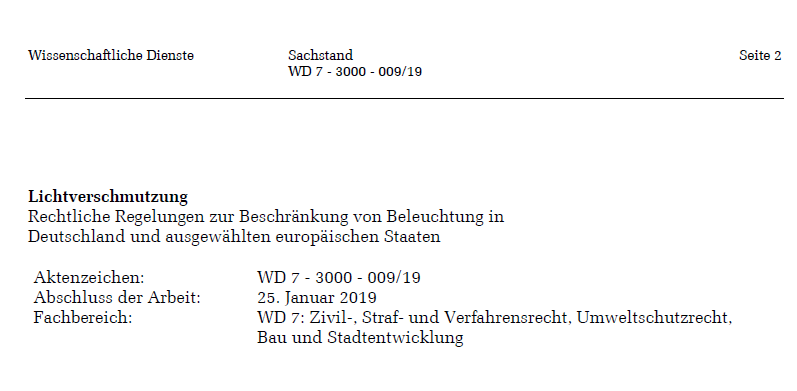 Wissenschaftliche Dienste Sachstand Seite 2
WD 7 - 3000 - 009/19
Lichtverschmutzung
Rechtliche Regelungen zur Beschränkung von Beleuchtung in
Deutschland und ausgewählten europäischen Staaten
Aktenzeichen: WD 7 - 3000 - 009/19
Abschluss der Arbeit: 25. Januar 2019
Fachbereich: WD 7: Zivil-, Straf- und Verfahrensrecht, Umweltschutzrecht,
Bau und Stadtentwicklung